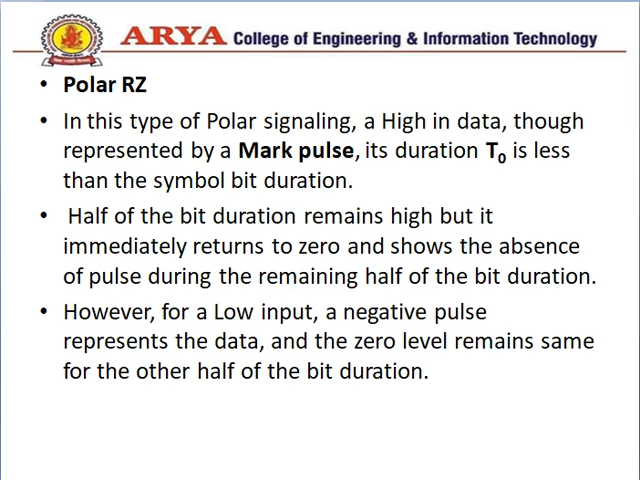 ARYA College of Engineering & Information Technology
• Polar RZ
• In this type of Polar signaling, a High in data, though
represented by a Mark pulse, its duration T₀ is less
than the symbol bit duration.
• Half of the bit duration remains high but it
immediately returns to zero and shows the absence
of pulse during the remaining half of the bit duration.
• However, for a Low input, a negative pulse
represents the data, and the zero level remains same
for the other half of the bit duration.